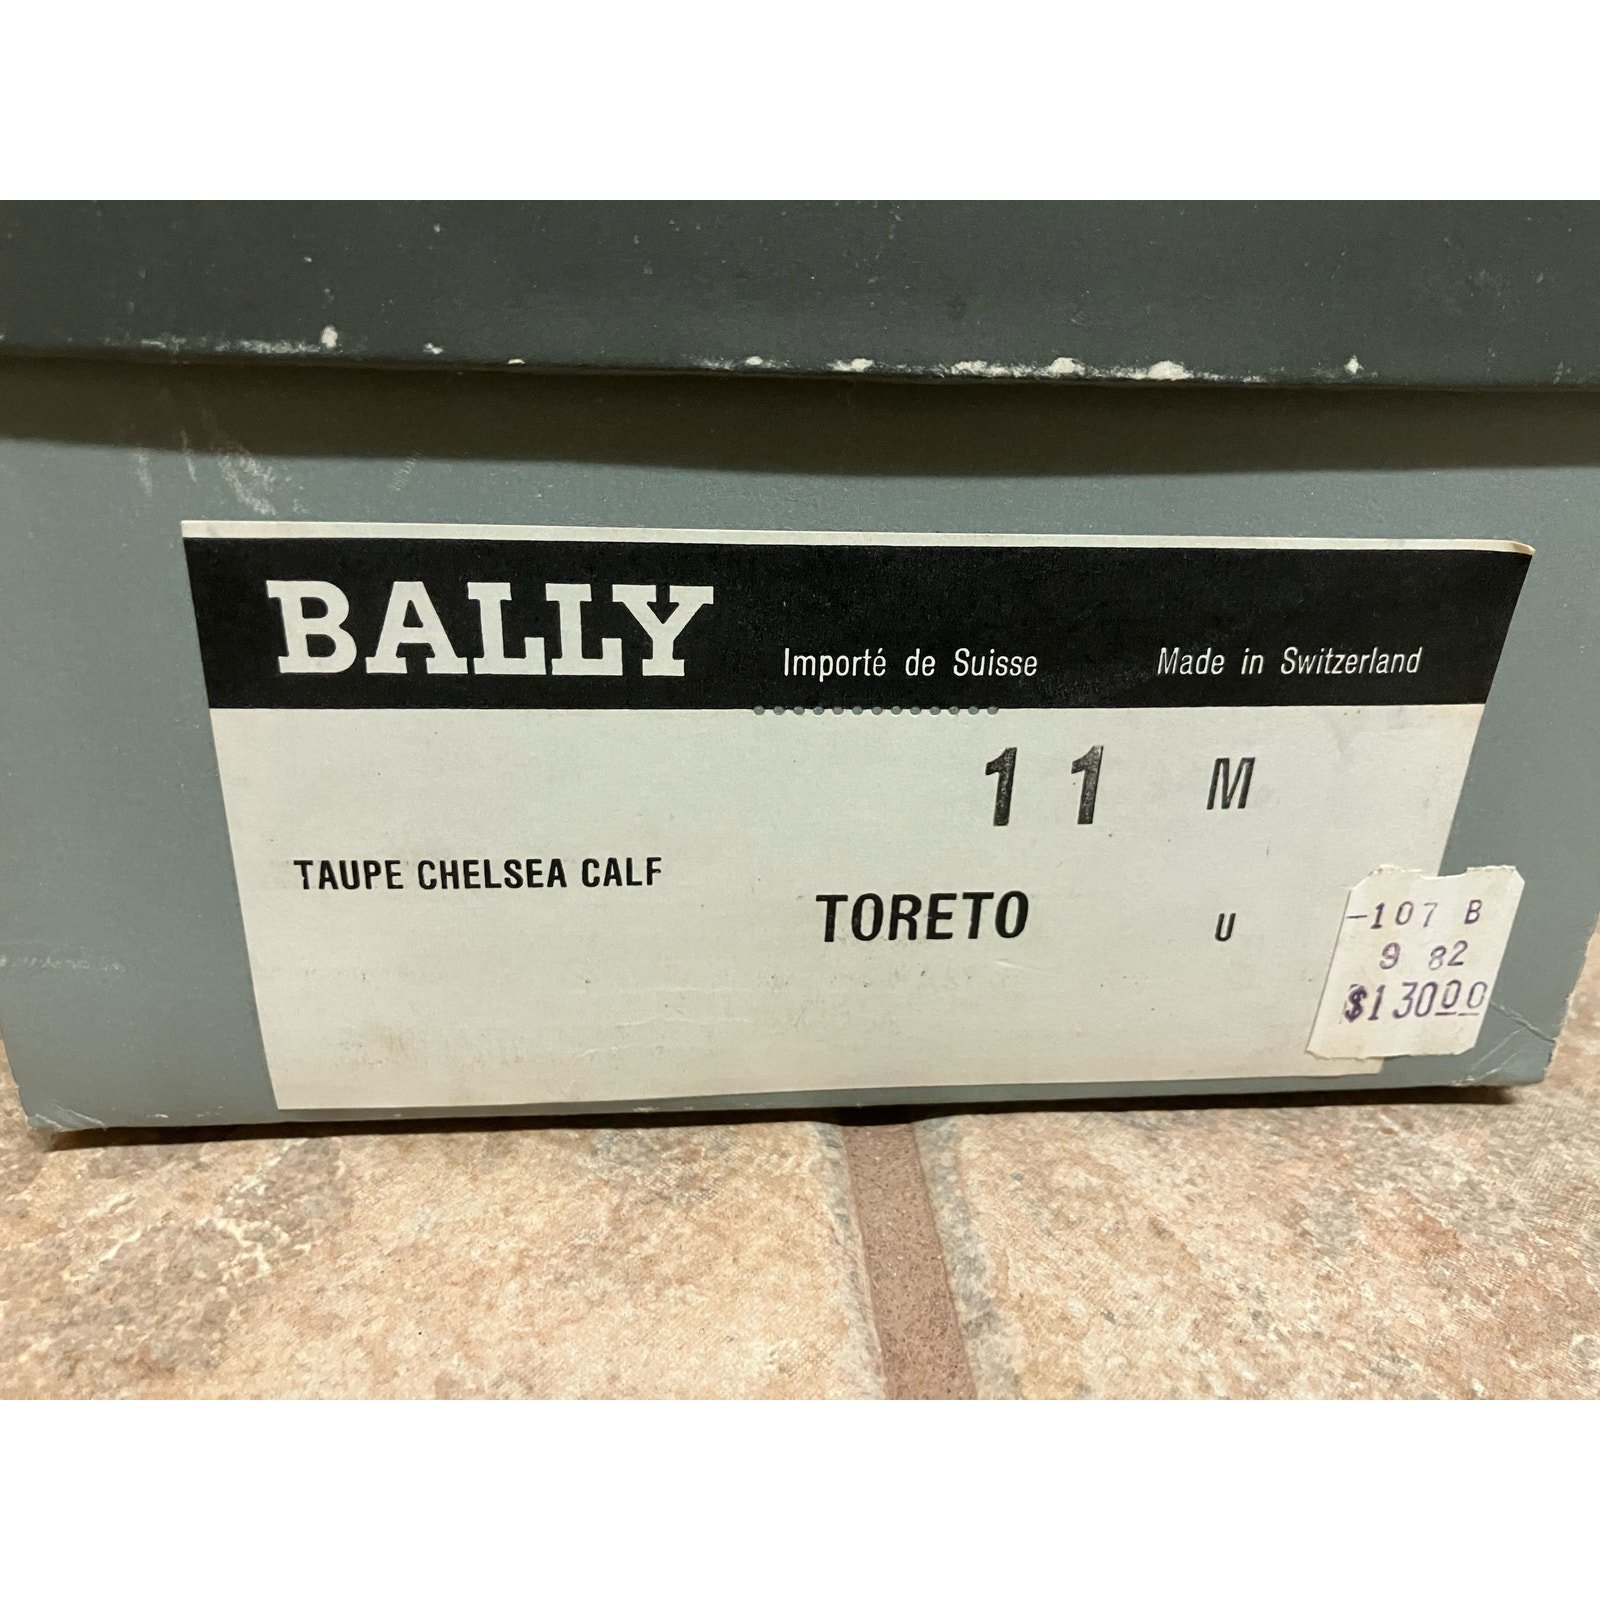 BALLY
Importé de Suisse
Made in Switzerland
11 M
TAUPE CHELSEA CALF
TORETO U
-107 B
9 82
$130.00